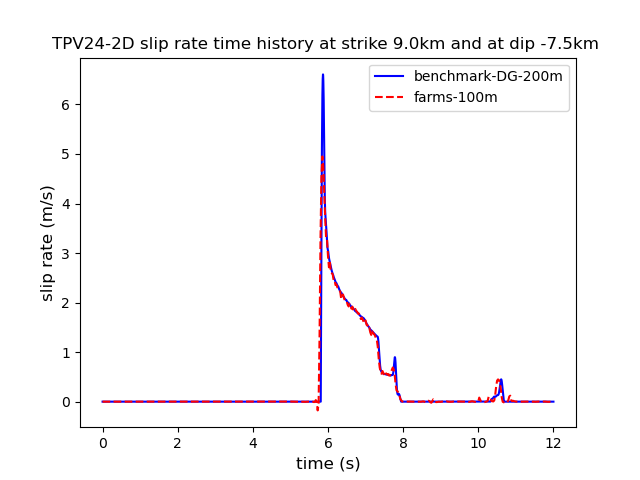 TPV24-2D slip rate time history at strike 9.0km and at dip -7.5km
benchmark-DG-200m
farms-100m
slip rate (m/s)
6
5
4
3
2
1
0
0 2 4 6 8 10 12
time (s)